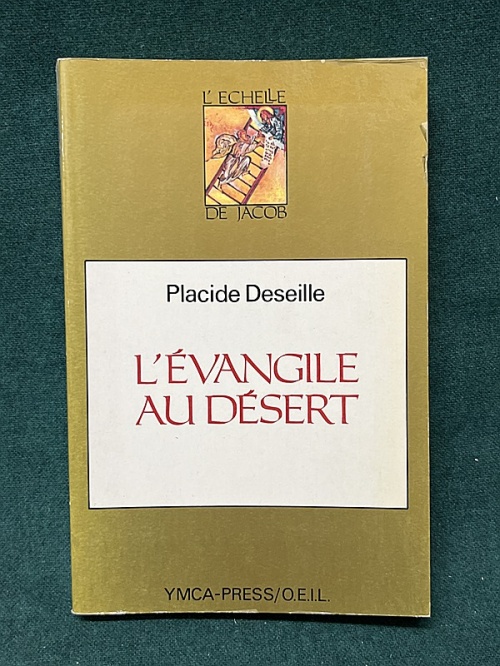 L'ECHELLE
DE JACOB
Placide Deseille
L'ÉVANGILE
AU DÉSERT
YMCA-PRESS/O.E.I.L.